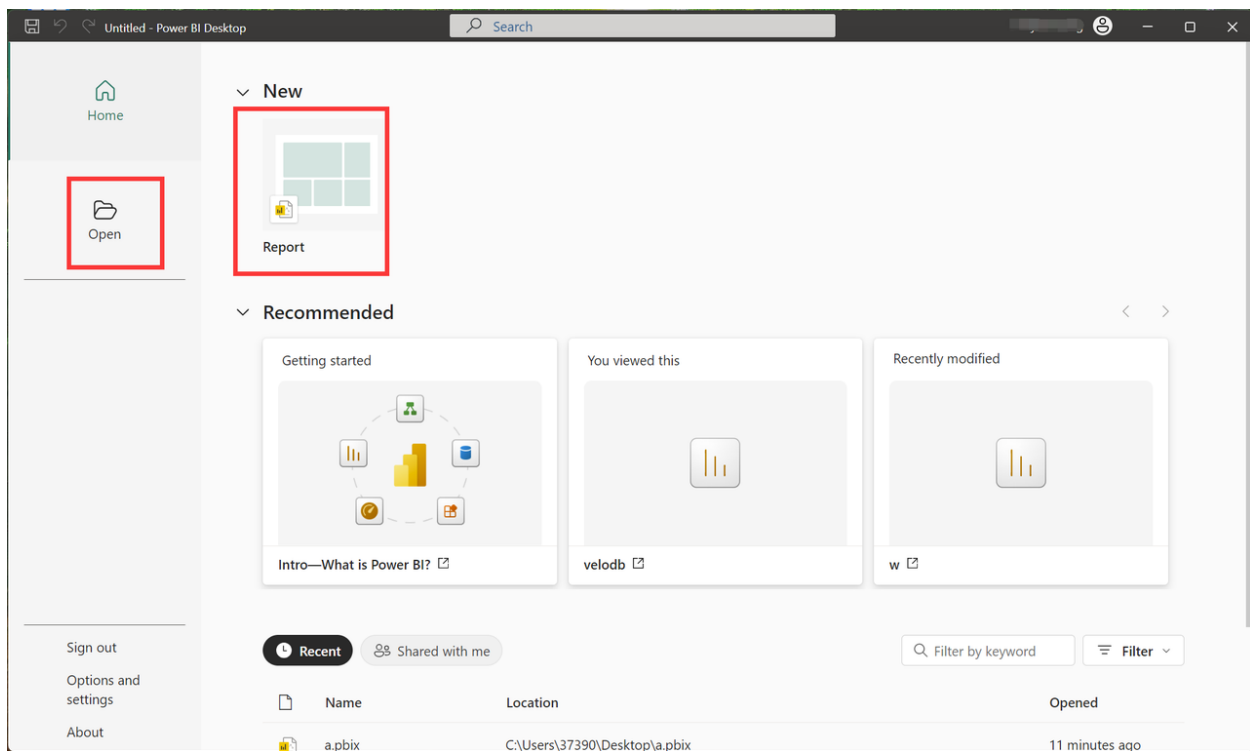 Untitled - Power BI Desktop
Search
Home
Open
New
Report
Recommended
Getting started
You viewed this
Recently modified
Intro—What is Power BI?
velodb
w
Recent
Shared with me
Filter by keyword
Filter
Name
Location
Opened
a.pbix
C:\Users\37390\Desktop\a.pbix
11 minutes ago
Sign out
Options and
settings
About